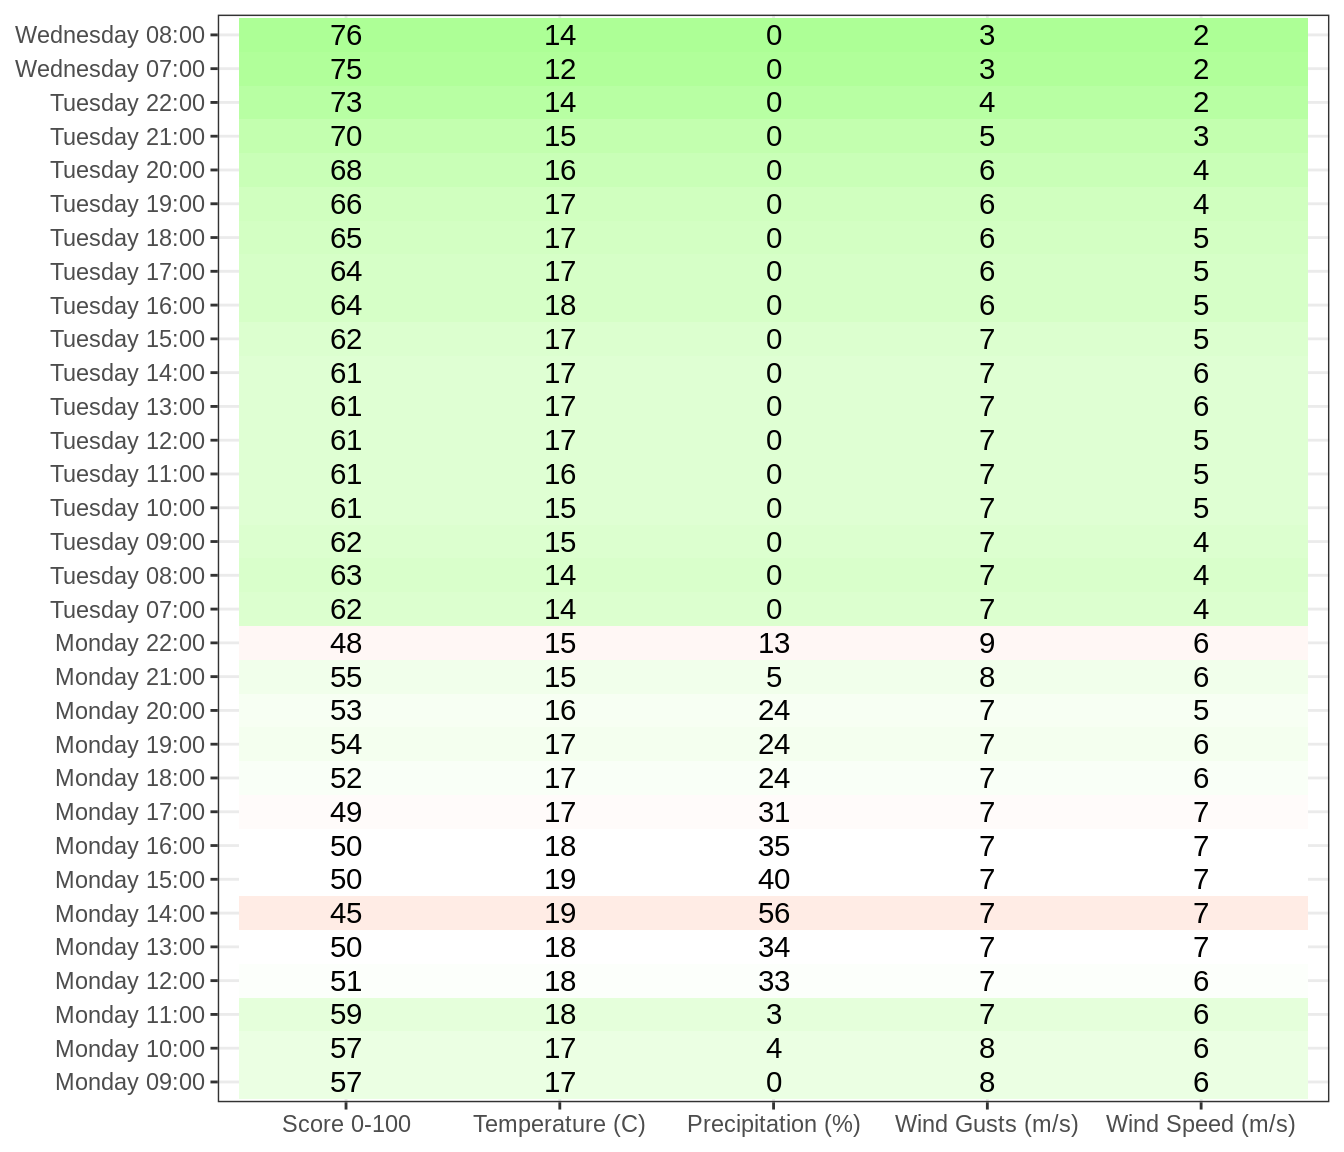 Wednesday 08:00 76 14 0 3 2
Wednesday 07:00 75 12 0 3 2
Tuesday 22:00 73 14 0 4 2
Tuesday 21:00 70 15 0 5 3
Tuesday 20:00 68 16 0 6 4
Tuesday 19:00 66 17 0 6 4
Tuesday 18:00 65 17 0 6 5
Tuesday 17:00 64 17 0 6 5
Tuesday 16:00 64 18 0 6 5
Tuesday 15:00 62 17 0 7 5
Tuesday 14:00 61 17 0 7 6
Tuesday 13:00 61 17 0 7 6
Tuesday 12:00 61 17 0 7 5
Tuesday 11:00 61 16 0 7 5
Tuesday 10:00 61 15 0 7 5
Tuesday 09:00 62 15 0 7 4
Tuesday 08:00 63 14 0 7 4
Tuesday 07:00 62 14 0 7 4
Monday 22:00 48 15 13 9 6
Monday 21:00 55 15 5 8 6
Monday 20:00 53 16 24 7 5
Monday 19:00 54 17 24 7 6
Monday 18:00 52 17 24 7 6
Monday 17:00 49 17 31 7 7
Monday 16:00 50 18 35 7 7
Monday 15:00 50 19 40 7 7
Monday 14:00 45 19 56 7 7
Monday 13:00 50 18 34 7 7
Monday 12:00 51 18 33 7 6
Monday 11:00 59 18 3 7 6
Monday 10:00 57 17 4 8 6
Monday 09:00 57 17 0 8 6
Score 0-100 Temperature (C) Precipitation (%) Wind Gusts (m/s) Wind Speed (m/s)